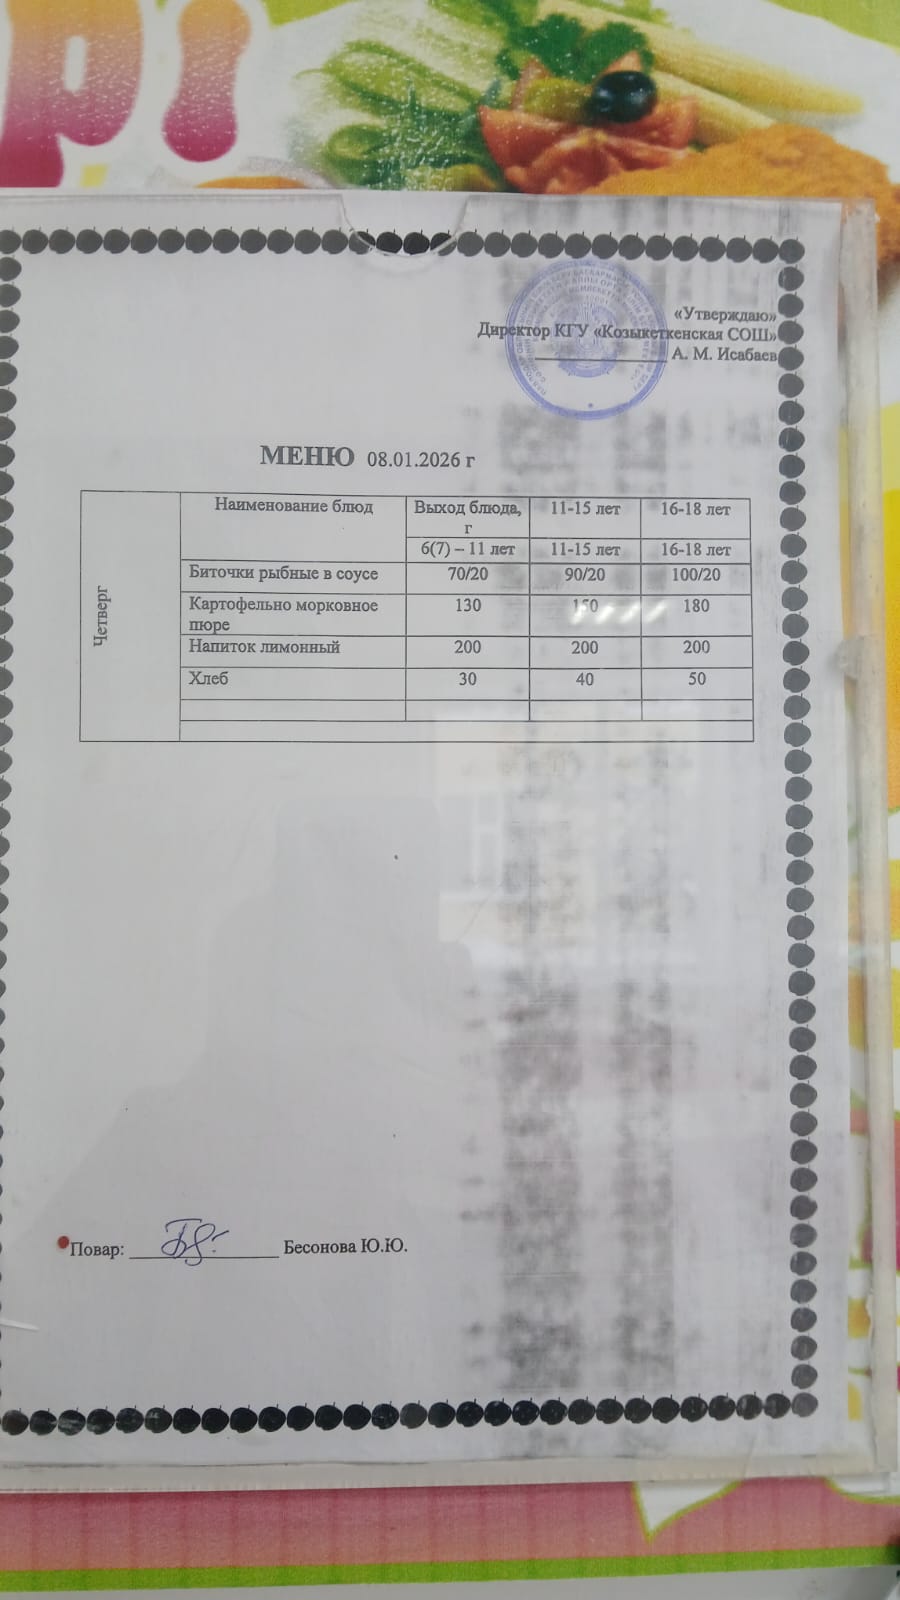 рі
«Утверждаю»
Директор КГУ «Козыкеткенская СОШ»
А. М. Исабаев
МЕНЮ 08.01.2026 г
Четверг
Наименование блюд Выход блюда, г 11-15 лет 16-18 лет
6(7) – 11 лет 11-15 лет 16-18 лет
Биточки рыбные в соусе 70/20 90/20 100/20
Картофельно морковное пюре 130 150 180
Напиток лимонный 200 200 200
Хлеб 30 40 50
Повар: Бесонова Ю.Ю.